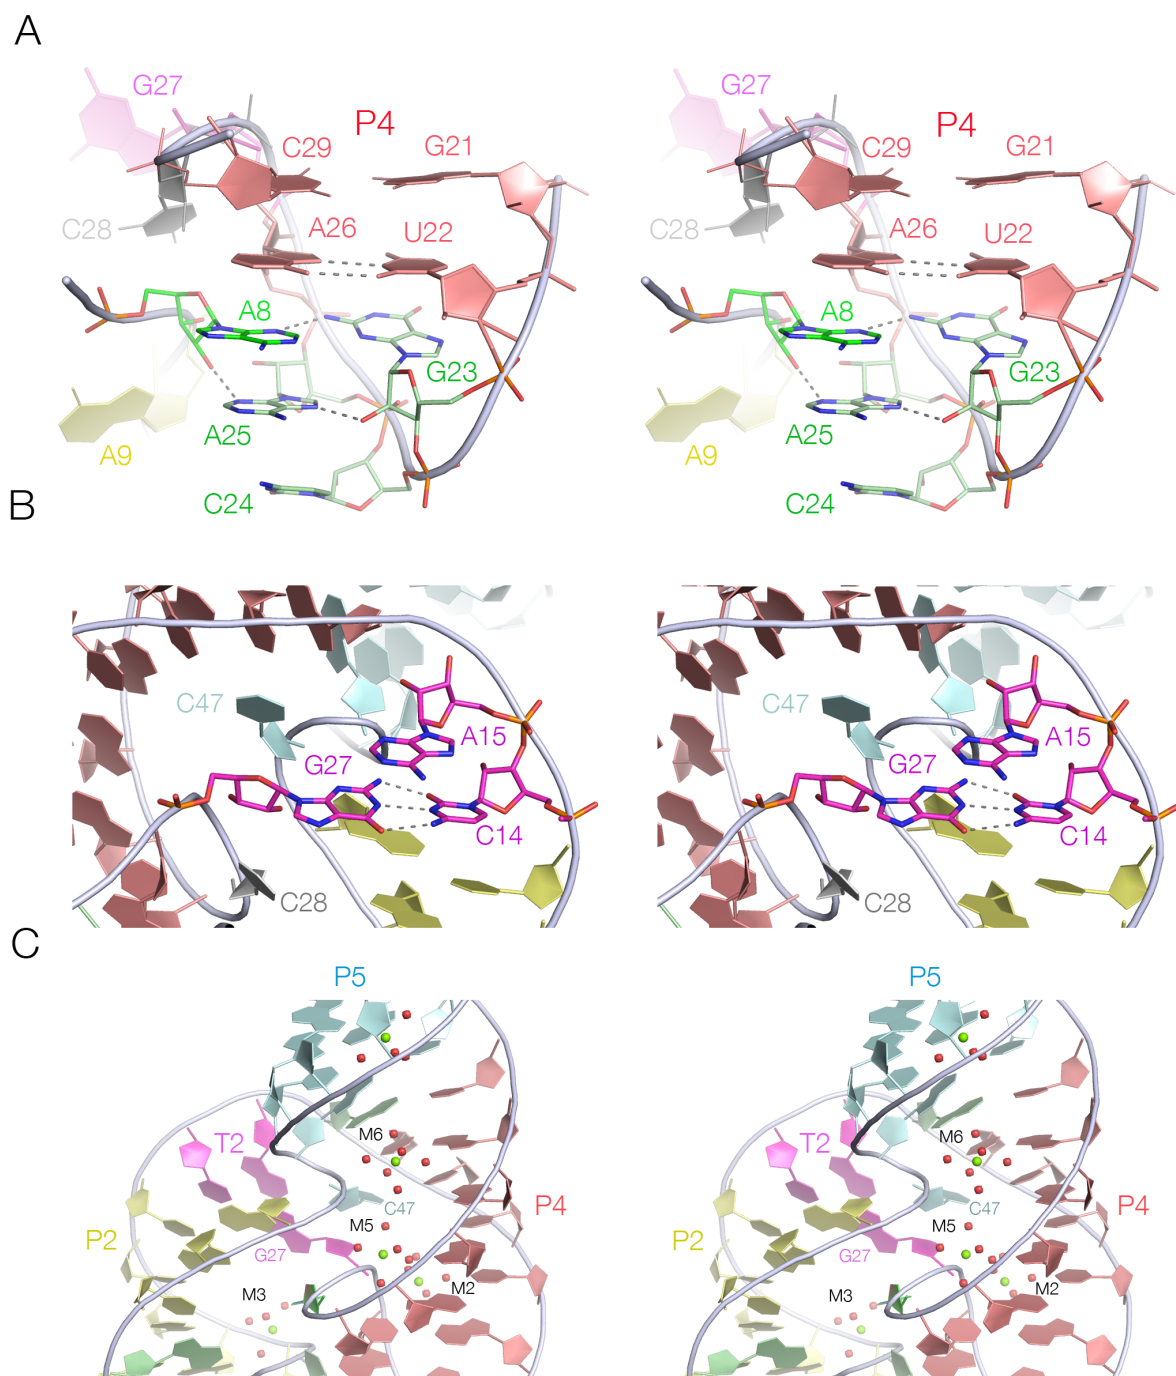 A
G27 P4 G27 P4
C29 G21 C29 G21
C28 A26 U22 C28 A26 U22
A8 A8
G23 G23
A9 A25 A9 A25
C24 C24
B
C47 A15 C47 A15
G27 G27
C14 C14
C28 C28
C
P5 P5
M6 M6
T2 T2
C47 C47
P2 M5 P4 P2 M5 P4
G27 G27
M3 M2 M3 M2